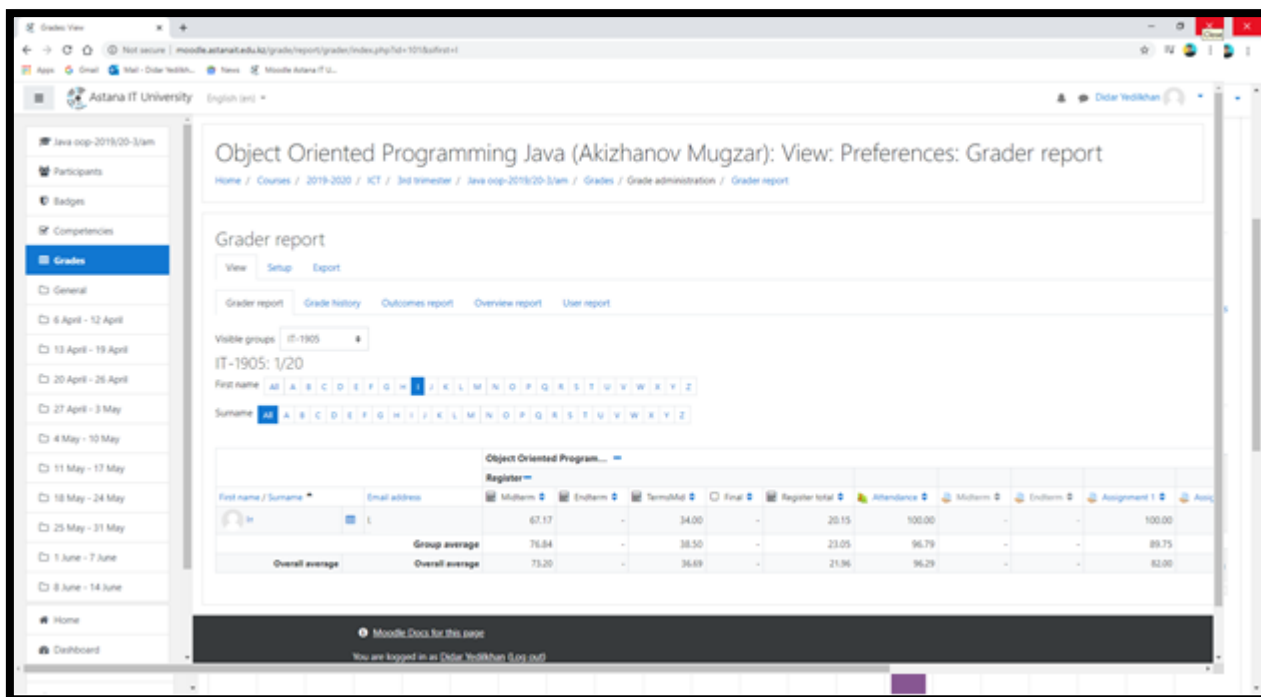 Grades View
Close
Not secure | moodle.astanait.edu.kz/grade/report/grader/index.php?id=101&sifirst=I
Apps Gmail Mail - Didar Yedilkh... News Moodle Astana IT U...
Astana IT University English (en) Didar Yedilkhan
Java oop-2019/20-3/am
Participants
Badges
Competencies
Grades
General
6 April - 12 April
13 April - 19 April
20 April - 26 April
27 April - 3 May
4 May - 10 May
11 May - 17 May
18 May - 24 May
25 May - 31 May
1 June - 7 June
8 June - 14 June
Home
Dashboard
Object Oriented Programming Java (Akizhanov Mugzar): View: Preferences: Grader report
Home / Courses / 2019-2020 / ICT / 3rd trimester / Java oop-2019/20-3/am / Grades / Grade administration / Grader report
Grader report
View Setup Export
Grader report Grade history Outcomes report Overview report User report
Visible groups IT-1905
IT-1905: 1/20
First name All A B C D E F G H I J K L M N O P Q R S T U V W X Y Z
Surname All A B C D E F G H I J K L M N O P Q R S T U V W X Y Z
Object Oriented Program...
Register
First name / Surname Email address Midterm Endterm TermsMid Final Register total Attendance Midterm Endterm Assignment 1 Assig
67.17 - 34.00 - 20.15 100.00 - - 100.00
Group average 76.84 - 38.50 - 23.05 96.79 - - 89.75
Overall average Overall average 73.20 - 36.69 - 21.96 96.29 - - 82.00
Moodle Docs for this page
You are logged in as Didar Yedilkhan (Log out)